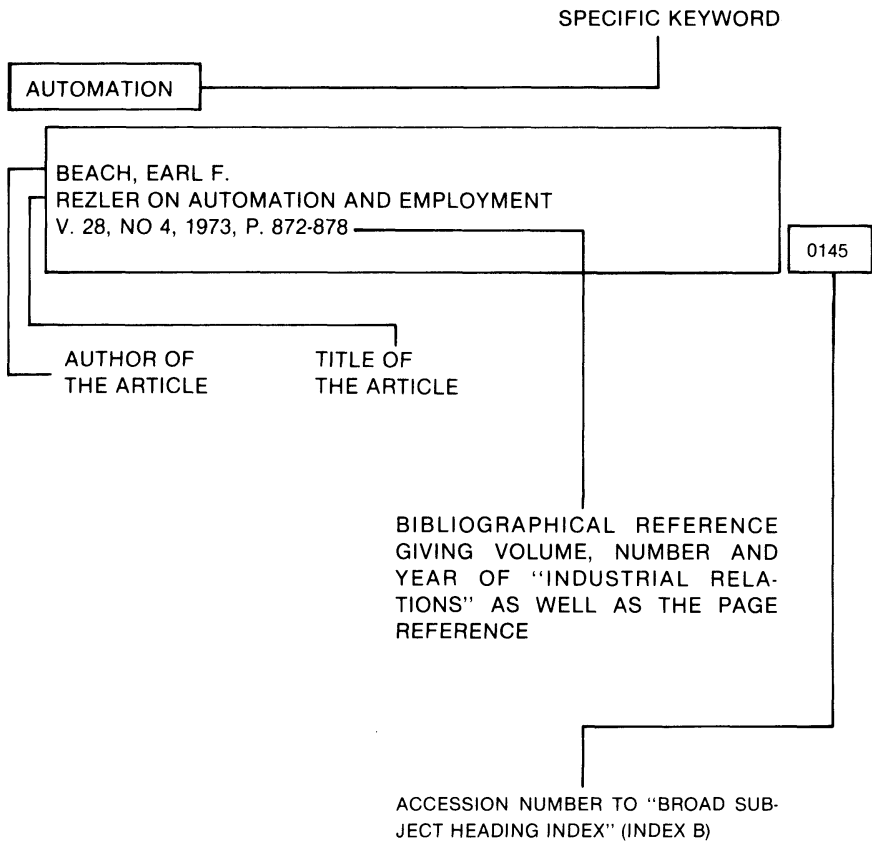 SPECIFIC KEYWORD
AUTOMATION
BEACH, EARL F.
REZLER ON AUTOMATION AND EMPLOYMENT
V. 28, NO 4, 1973, P. 872-878
0145
AUTHOR OF
THE ARTICLE
TITLE OF
THE ARTICLE
BIBLIOGRAPHICAL REFERENCE
GIVING VOLUME, NUMBER AND
YEAR OF "INDUSTRIAL RELA-
TIONS" AS WELL AS THE PAGE
REFERENCE
ACCESSION NUMBER TO "BROAD SUB-
JECT HEADING INDEX" (INDEX B)